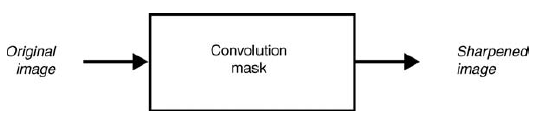 Original
image
Convolution
mask
Sharpened
image